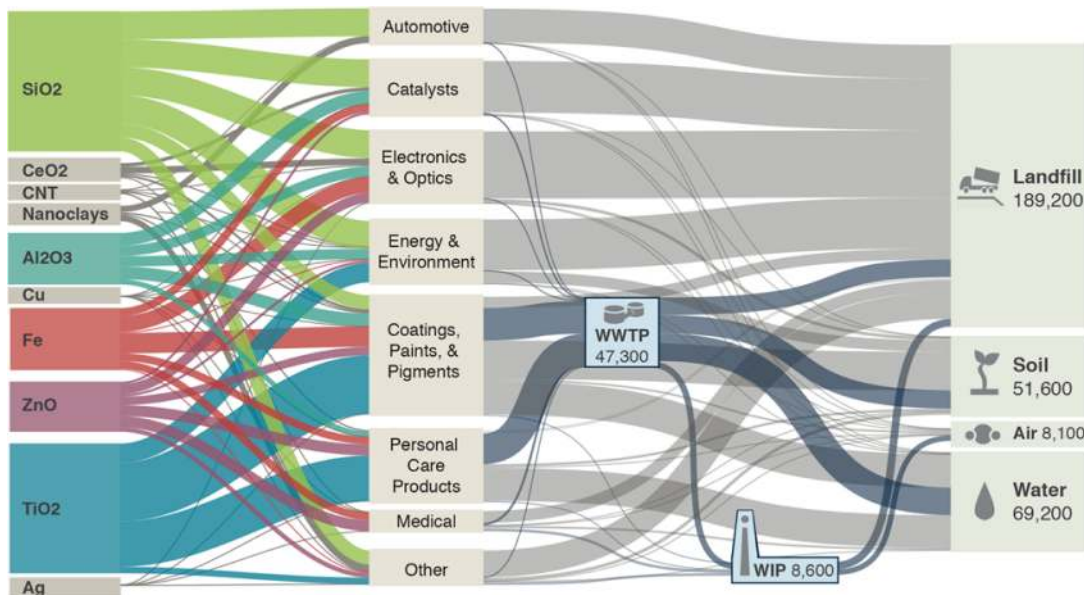 SiO2
CeO2
CNT
Nanoclays
Al2O3
Cu
Fe
ZnO
TiO2
Ag
Automotive
Catalysts
Electronics
& Optics
Energy &
Environment
Coatings,
Paints, &
Pigments
Personal
Care
Products
Medical
Other
WWTP
47,300
WIP 8,600
Landfill
189,200
Soil
51,600
Air 8,100
Water
69,200